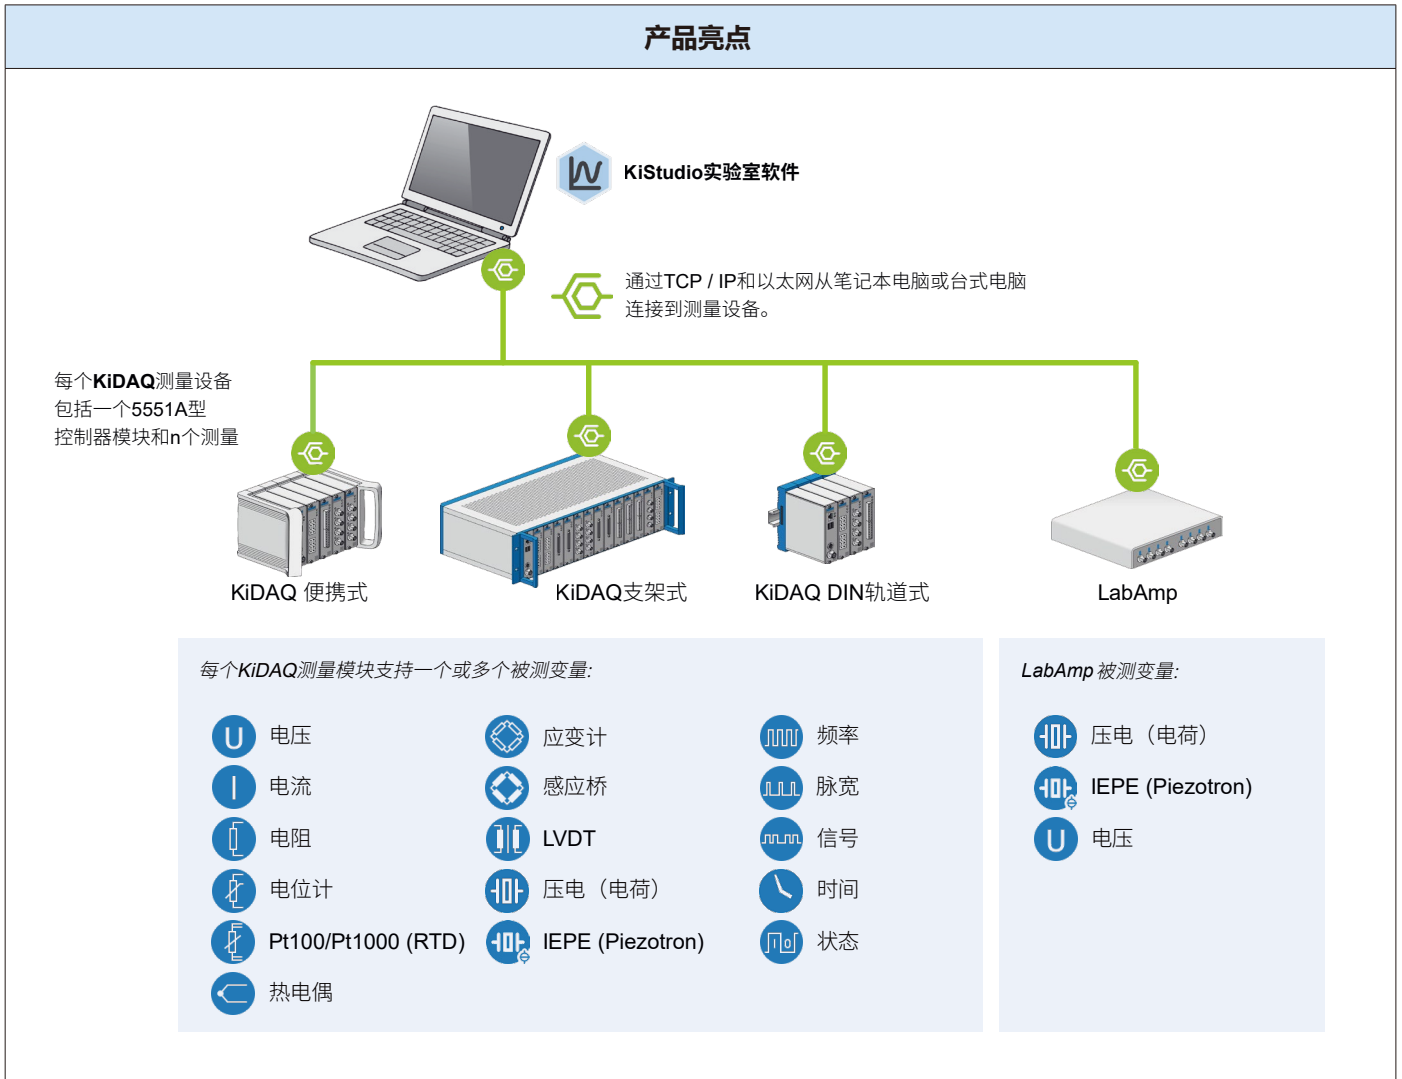 产品亮点
KiStudio实验室软件
通过TCP / IP和以太网从笔记本电脑或台式电脑
连接到测量设备。
每个KiDAQ测量设备
包括一个5551A型
控制器模块和n个测量
KiDAQ 便携式
KiDAQ支架式
KiDAQ DIN轨道式
LabAmp
每个KiDAQ测量模块支持一个或多个被测变量:
U 电压
电流
电阻
电位计
Pt100/Pt1000 (RTD)
热电偶
应变计
感应桥
LVDT
压电（电荷）
IEPE (Piezotron)
频率
脉宽
信号
时间
状态
LabAmp 被测变量:
压电（电荷）
IEPE (Piezotron)
U 电压